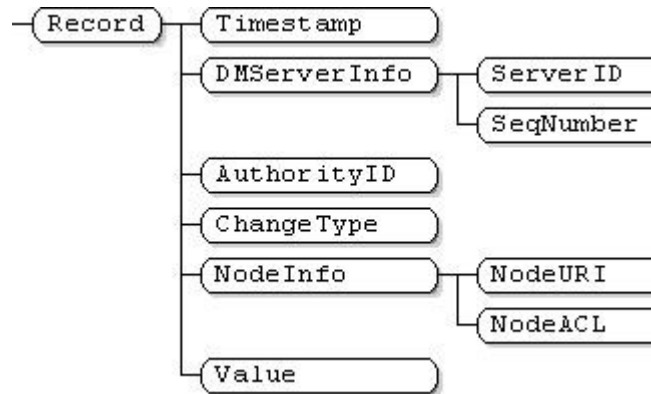 Record
Timestamp
DMServerInfo
ServerID
SeqNumber
AuthorityID
ChangeType
NodeInfo
NodeURI
NodeACL
Value